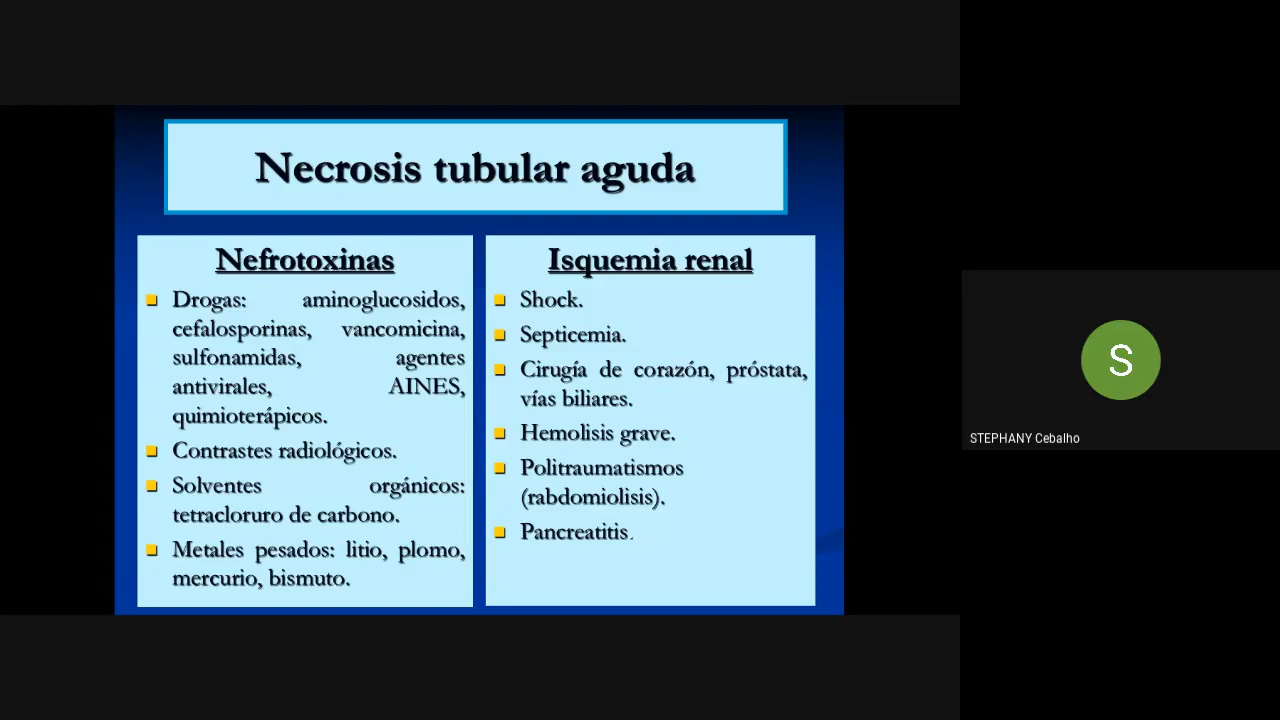 Necrosis tubular aguda
Nefrotoxinas
Drogas: aminoglucosidos,
cefalosporinas, vancomicina,
sulfonamidas, agentes
antivirales, AINES,
quimioterápicos.
Contrastes radiológicos.
Solventes orgánicos:
tetracloruro de carbono.
Metales pesados: litio, plomo,
mercurio, bismuto.
Isquemia renal
Shock.
Septicemia.
Cirugía de corazón, próstata,
vías biliares.
Hemolisis grave.
Politraumatismos
(rabdomiolisis).
Pancreatitis.
S
STEPHANY Cebalho